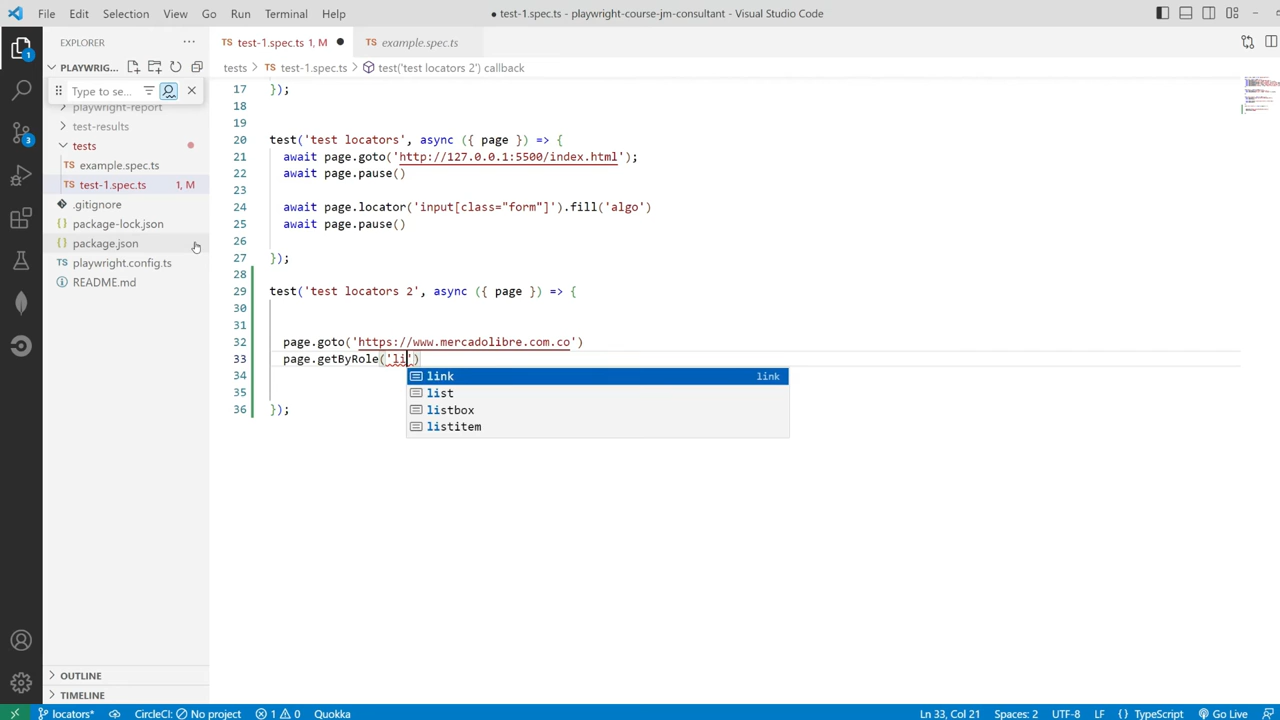 File Edit Selection View Go Run Terminal Help
● test-1.spec.ts - playwright-course-jm-consultant - Visual Studio Code
EXPLORER ···
TS test-1.spec.ts 1, M ●
TS example.spec.ts
PLAYWRIG...
tests > TS test-1.spec.ts > test('test locators 2') callback
Type to se...
playwright-report
test-results
tests
TS example.spec.ts
TS test-1.spec.ts 1, M
.gitignore
{} package-lock.json
{} package.json
TS playwright.config.ts
README.md
OUTLINE
TIMELINE
1
3
17 });
18
19
20 test('test locators', async ({ page }) => {
21 await page.goto('http://127.0.0.1:5500/index.html');
22 await page.pause()
23
24 await page.locator('input[class="form"]').fill('algo')
25 await page.pause()
26
27 });
28
29 test('test locators 2', async ({ page }) => {
30
31
32 page.goto('https://www.mercadolibre.com.co')
33 page.getByRole('li')
34
35
36 });
link link
list
listbox
listitem
locators* CircleCI: No project 1 0 Quokka Ln 33, Col 21 Spaces: 2 UTF-8 LF {} TypeScript Go Live